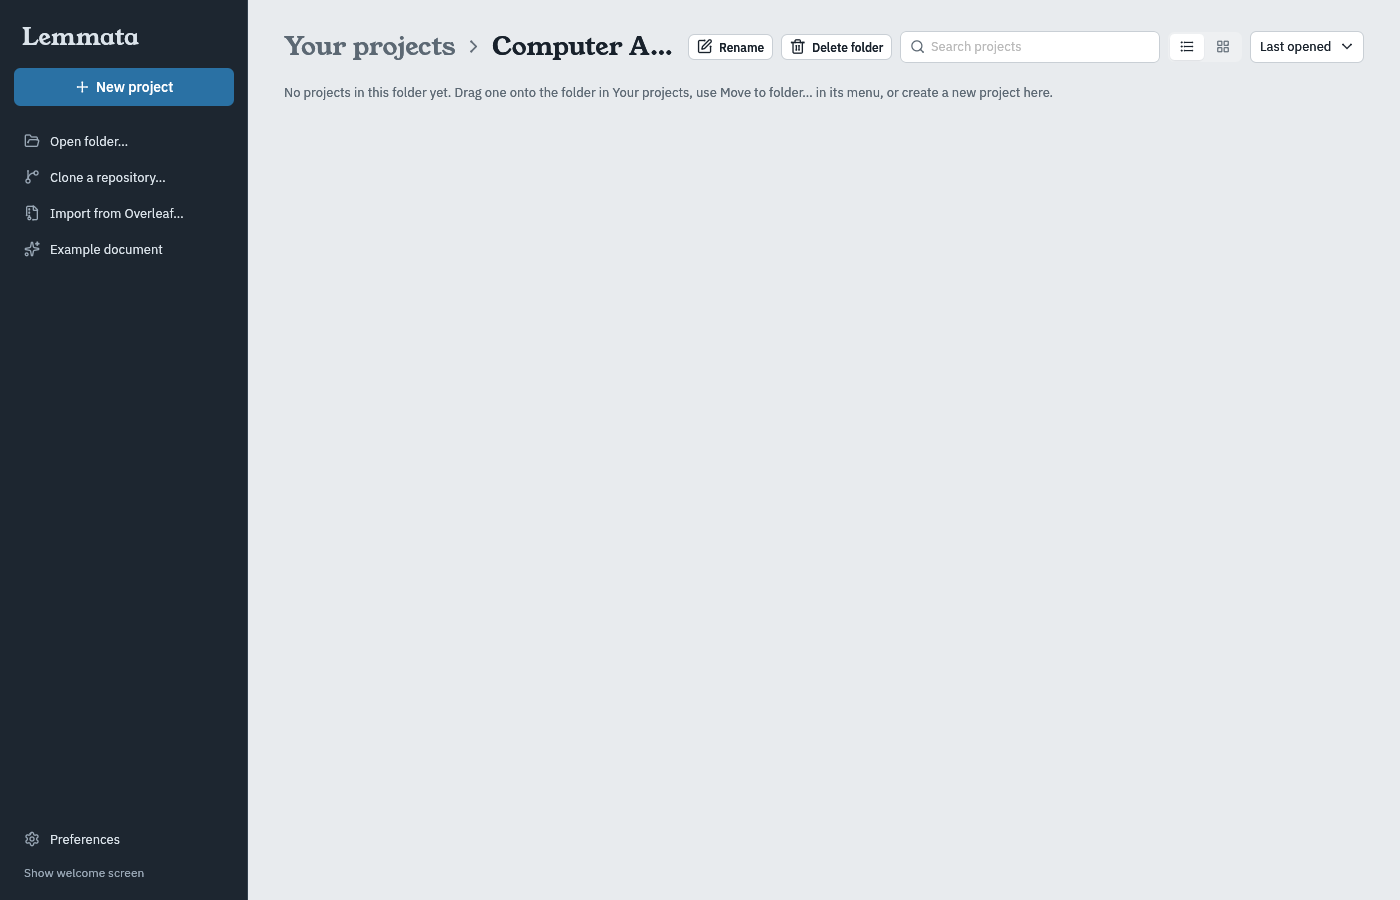 Lemmata
New project
Open folder...
Clone a repository...
Import from Overleaf...
Example document
Preferences
Show welcome screen
Your projects > Computer A...
Rename
Delete folder
Search projects
Last opened
No projects in this folder yet. Drag one onto the folder in Your projects, use Move to folder... in its menu, or create a new project here.